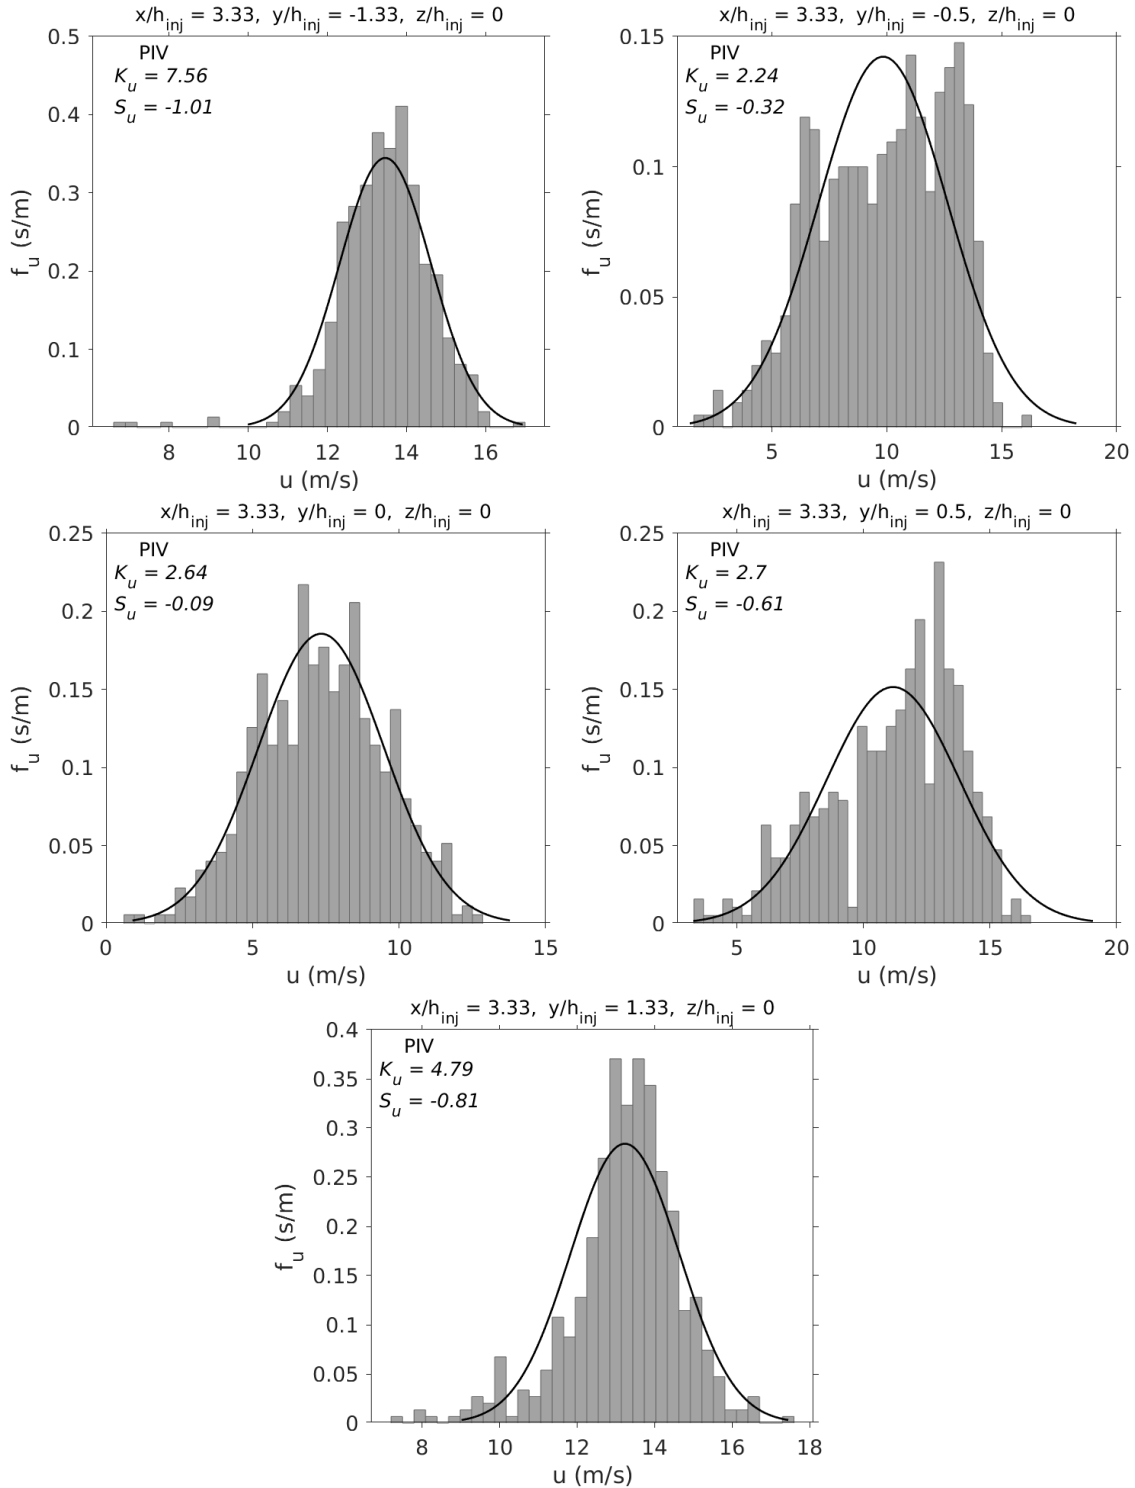 x/h_inj = 3.33, y/h_inj = -1.33, z/h_inj = 0
PIV
K_u = 7.56
S_u = -1.01
0.5
0.4
0.3
0.2
0.1
0
f_u (s/m)
8 10 12 14 16
u (m/s)
x/h_inj = 3.33, y/h_inj = -0.5, z/h_inj = 0
PIV
K_u = 2.24
S_u = -0.32
0.15
0.1
0.05
0
f_u (s/m)
5 10 15 20
u (m/s)
x/h_inj = 3.33, y/h_inj = 0, z/h_inj = 0
PIV
K_u = 2.64
S_u = -0.09
0.25
0.2
0.15
0.1
0.05
0
f_u (s/m)
0 5 10 15
u (m/s)
x/h_inj = 3.33, y/h_inj = 0.5, z/h_inj = 0
PIV
K_u = 2.7
S_u = -0.61
0.25
0.2
0.15
0.1
0.05
0
f_u (s/m)
5 10 15 20
u (m/s)
x/h_inj = 3.33, y/h_inj = 1.33, z/h_inj = 0
PIV
K_u = 4.79
S_u = -0.81
0.4
0.35
0.3
0.25
0.2
0.15
0.1
0.05
0
f_u (s/m)
8 10 12 14 16 18
u (m/s)